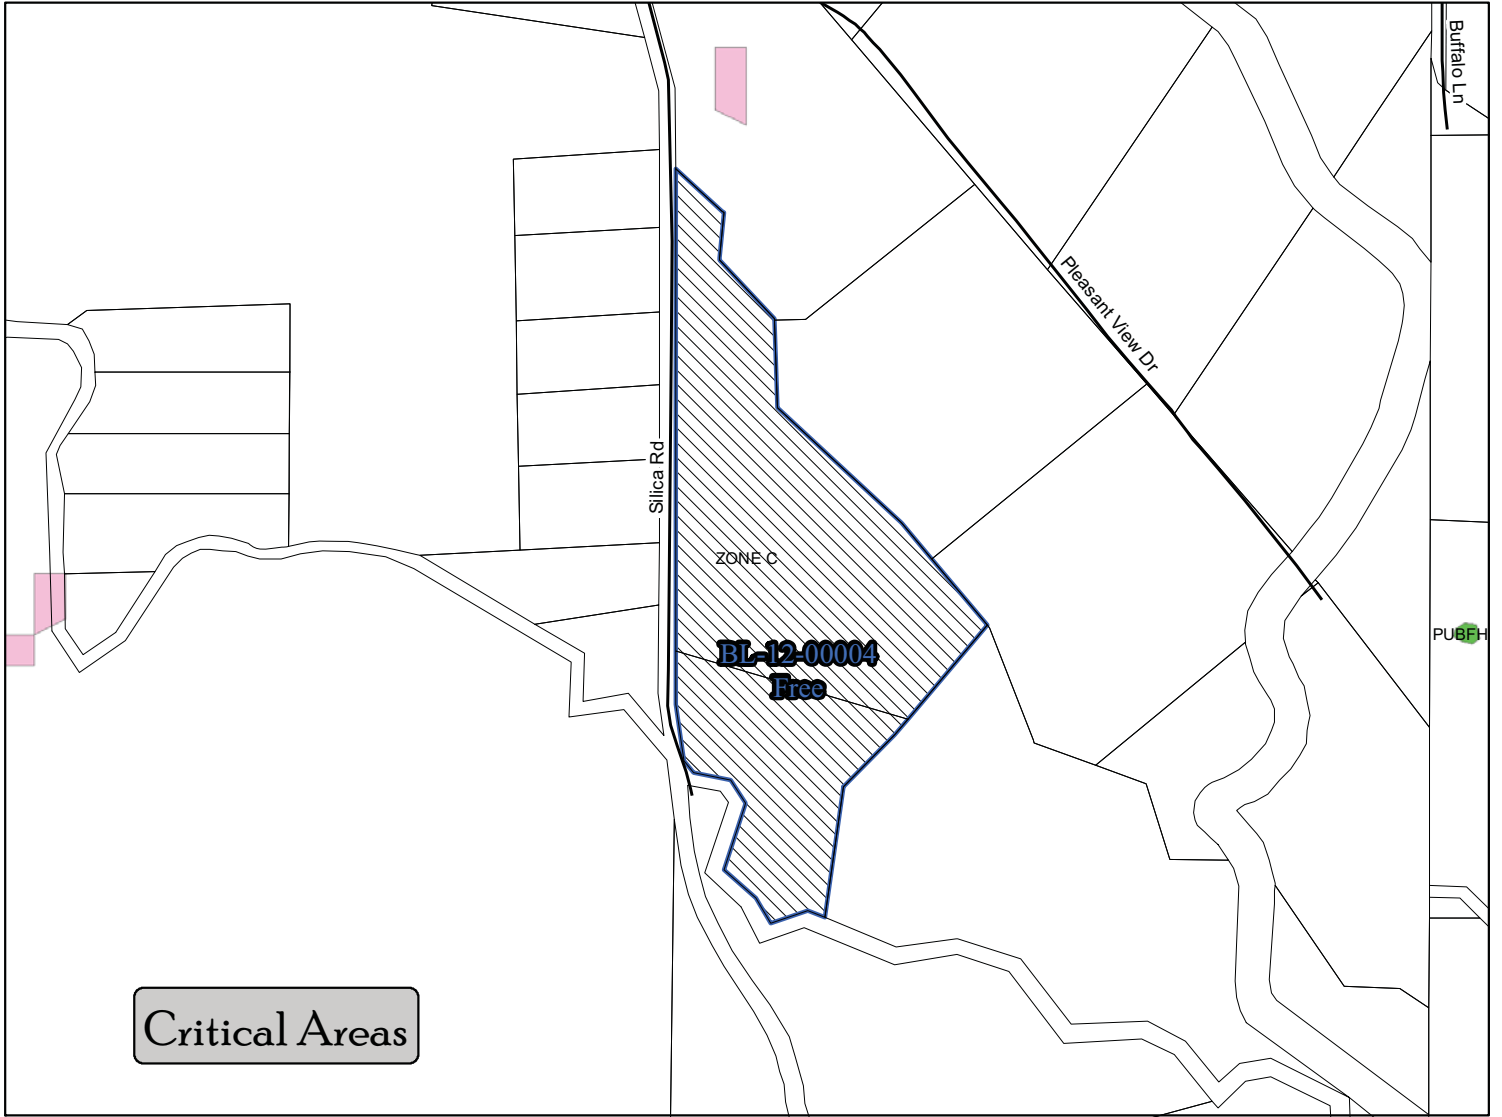 Buffalo Ln
Pleasant View Dr
Silica Rd
ZONE C
PUBFH
BL-12-00004
Free
Critical Areas